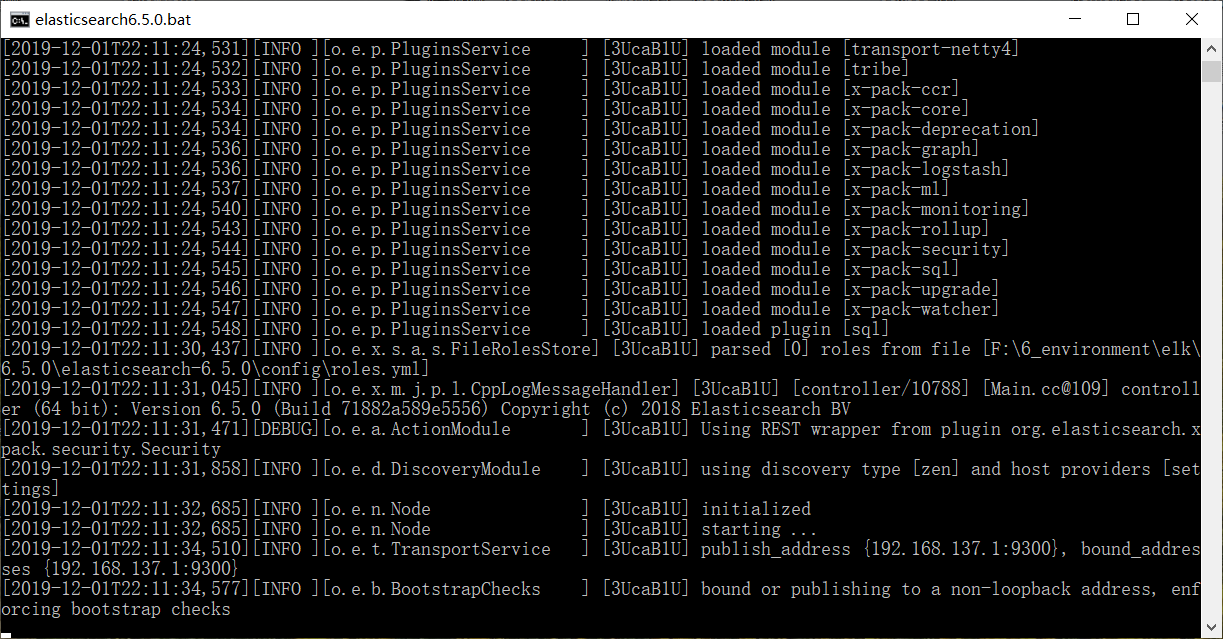 elasticsearch6.5.0.bat
[2019-12-01T22:11:24,531][INFO ][o.e.p.PluginsService     ] [3UcaB1U] loaded module [transport-netty4]
[2019-12-01T22:11:24,532][INFO ][o.e.p.PluginsService     ] [3UcaB1U] loaded module [tribe]
[2019-12-01T22:11:24,533][INFO ][o.e.p.PluginsService     ] [3UcaB1U] loaded module [x-pack-ccr]
[2019-12-01T22:11:24,534][INFO ][o.e.p.PluginsService     ] [3UcaB1U] loaded module [x-pack-core]
[2019-12-01T22:11:24,534][INFO ][o.e.p.PluginsService     ] [3UcaB1U] loaded module [x-pack-deprecation]
[2019-12-01T22:11:24,536][INFO ][o.e.p.PluginsService     ] [3UcaB1U] loaded module [x-pack-graph]
[2019-12-01T22:11:24,536][INFO ][o.e.p.PluginsService     ] [3UcaB1U] loaded module [x-pack-logstash]
[2019-12-01T22:11:24,537][INFO ][o.e.p.PluginsService     ] [3UcaB1U] loaded module [x-pack-ml]
[2019-12-01T22:11:24,540][INFO ][o.e.p.PluginsService     ] [3UcaB1U] loaded module [x-pack-monitoring]
[2019-12-01T22:11:24,543][INFO ][o.e.p.PluginsService     ] [3UcaB1U] loaded module [x-pack-rollup]
[2019-12-01T22:11:24,544][INFO ][o.e.p.PluginsService     ] [3UcaB1U] loaded module [x-pack-security]
[2019-12-01T22:11:24,545][INFO ][o.e.p.PluginsService     ] [3UcaB1U] loaded module [x-pack-sql]
[2019-12-01T22:11:24,546][INFO ][o.e.p.PluginsService     ] [3UcaB1U] loaded module [x-pack-upgrade]
[2019-12-01T22:11:24,547][INFO ][o.e.p.PluginsService     ] [3UcaB1U] loaded module [x-pack-watcher]
[2019-12-01T22:11:24,548][INFO ][o.e.p.PluginsService     ] [3UcaB1U] loaded plugin [sql]
[2019-12-01T22:11:30,437][INFO ][o.e.x.s.a.s.FileRolesStore] [3UcaB1U] parsed [0] roles from file [F:\6_environment\elk\
6.5.0\elasticsearch-6.5.0\config\roles.yml]
[2019-12-01T22:11:31,045][INFO ][o.e.x.m.j.p.l.CppLogMessageHandler] [3UcaB1U] [controller/10788] [Main.cc@109] controll
er (64 bit): Version 6.5.0 (Build 71882a589e5556) Copyright (c) 2018 Elasticsearch BV
[2019-12-01T22:11:31,471][DEBUG][o.e.a.ActionModule       ] [3UcaB1U] Using REST wrapper from plugin org.elasticsearch.x
pack.security.Security
[2019-12-01T22:11:31,858][INFO ][o.e.d.DiscoveryModule    ] [3UcaB1U] using discovery type [zen] and host providers [set
tings]
[2019-12-01T22:11:32,685][INFO ][o.e.n.Node               ] [3UcaB1U] initialized
[2019-12-01T22:11:32,685][INFO ][o.e.n.Node               ] [3UcaB1U] starting ...
[2019-12-01T22:11:34,510][INFO ][o.e.t.TransportService   ] [3UcaB1U] publish_address {192.168.137.1:9300}, bound_addres
ses {192.168.137.1:9300}
[2019-12-01T22:11:34,577][INFO ][o.e.b.BootstrapChecks    ] [3UcaB1U] bound or publishing to a non-loopback address, enf
orcing bootstrap checks